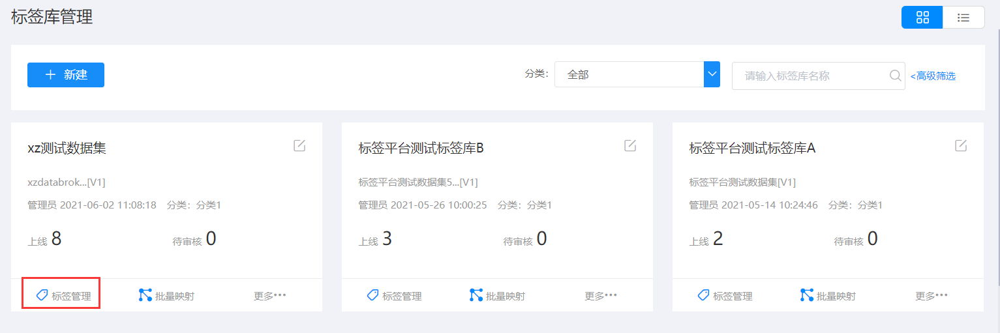 标签库管理
新建 分类: 全部 请输入标签库名称 <高级筛选
xz测试数据集 标签平台测试标签库B 标签平台测试标签库A
xzdatabrok...[V1] 标签平台测试数据集5...[V1] 标签平台测试数据集[V1]
管理员 2021-06-02 11:08:18 分类: 分类1 管理员 2021-05-26 10:00:25 分类: 分类1 管理员 2021-05-14 10:24:46 分类: 分类1
上线 8 待审核 0 上线 3 待审核 0 上线 2 待审核 0
标签管理 批量映射 更多••• 标签管理 批量映射 更多••• 标签管理 批量映射 更多•••